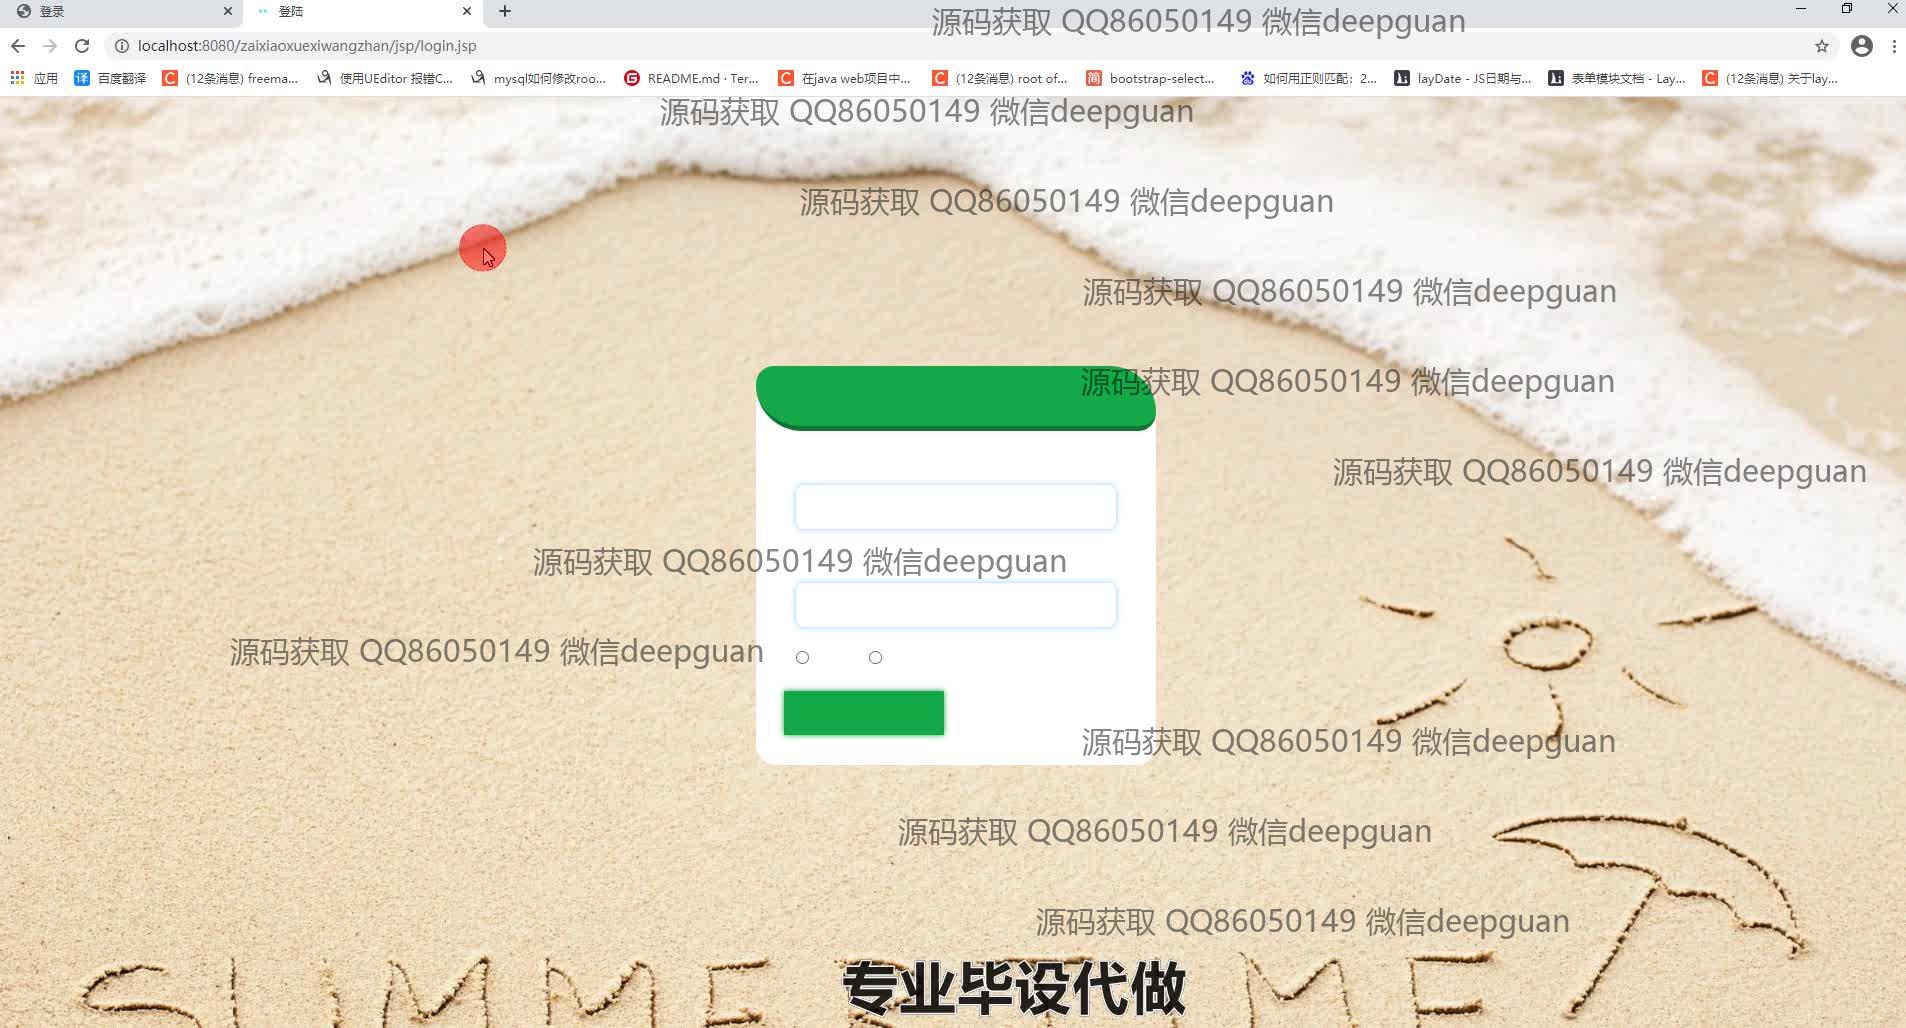 登录
登陆
源码获取 QQ86050149 微信deepguan
localhost:8080/zaixiaoxuexiwangzhan/jsp/login.jsp
应用
百度翻译
(12条消息) freema...
使用UEditor 报错C...
mysql如何修改roo...
README.md · Ter...
在java web项目中...
(12条消息) root of...
bootstrap-select...
如何用正则匹配：2...
layDate - JS日期与...
表单模块文档 - Lay...
(12条消息) 关于lay...
源码获取 QQ86050149 微信deepguan
源码获取 QQ86050149 微信deepguan
源码获取 QQ86050149 微信deepguan
源码获取 QQ86050149 微信deepguan
源码获取 QQ86050149 微信deepguan
源码获取 QQ86050149 微信deepguan
源码获取 QQ86050149 微信deepguan
源码获取 QQ86050149 微信deepguan
源码获取 QQ86050149 微信deepguan
源码获取 QQ86050149 微信deepguan
SUMMER TIME
专业毕设代做